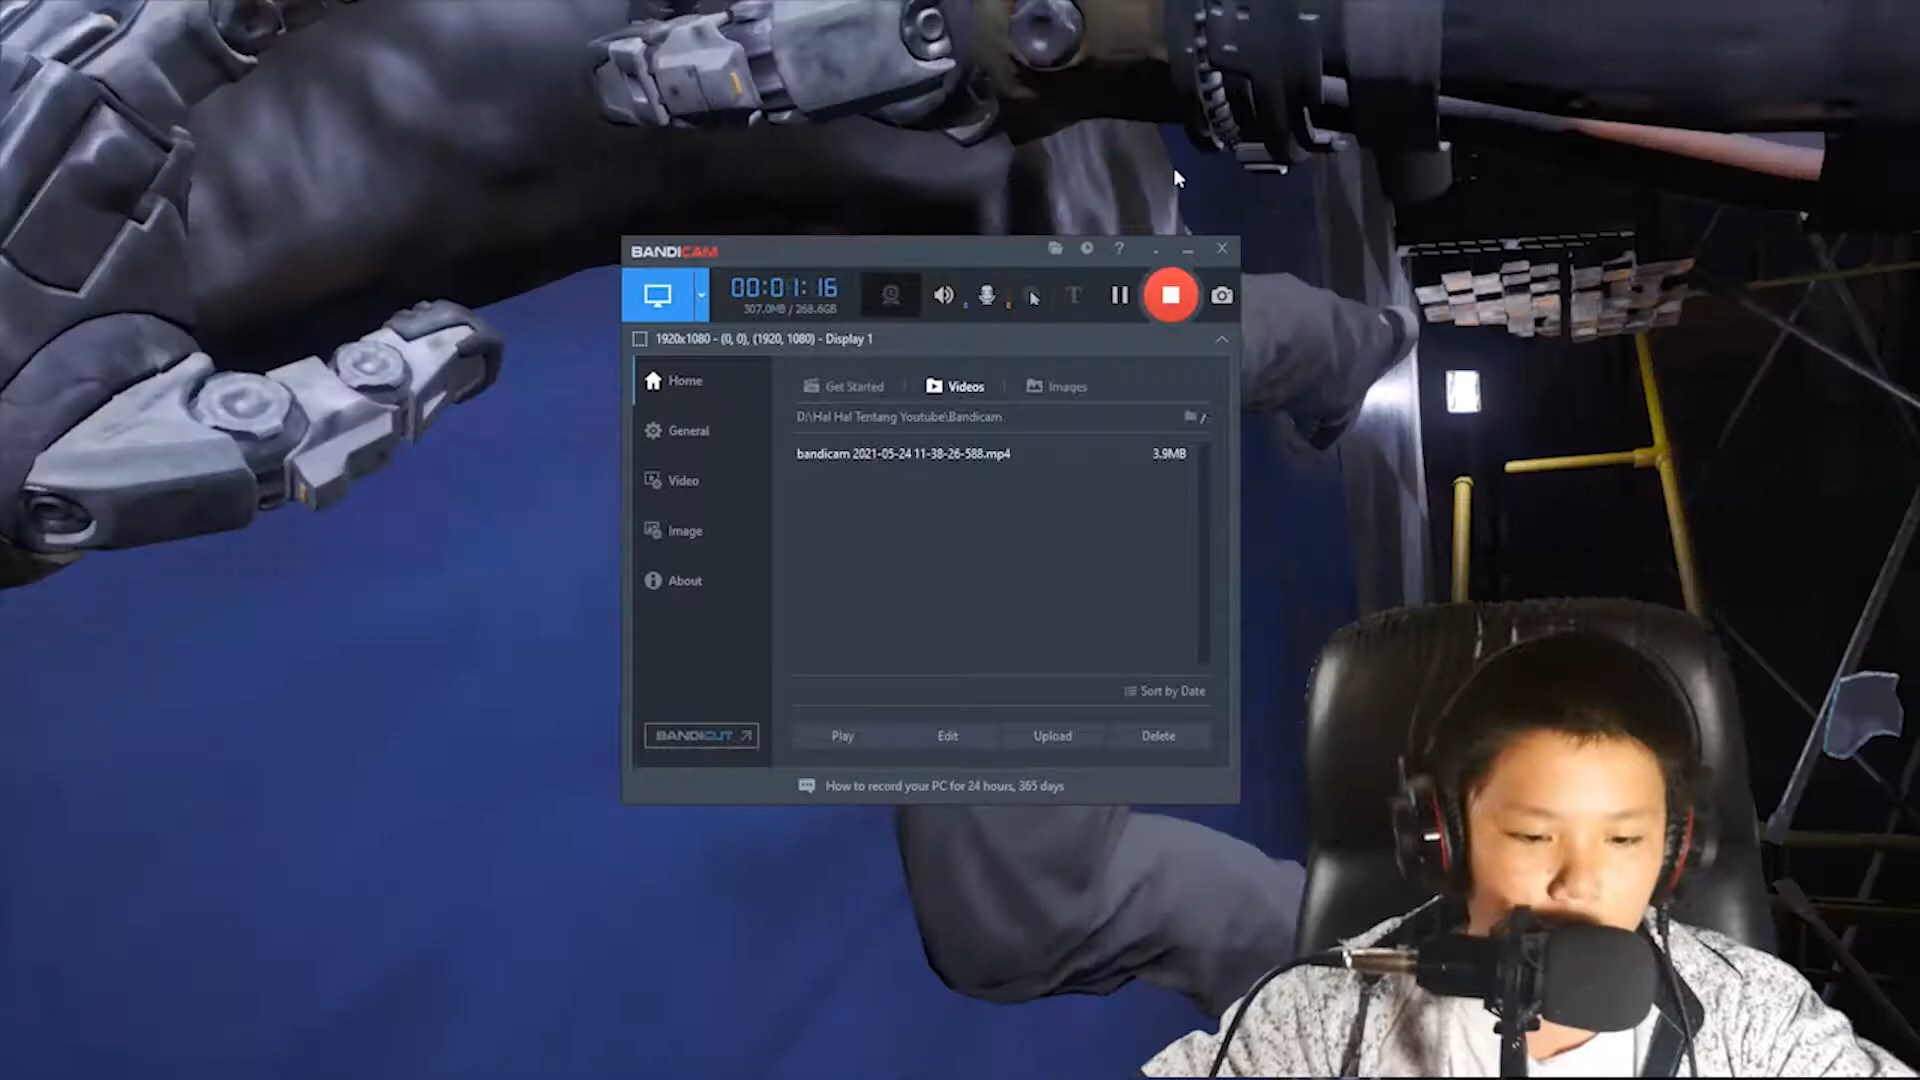 BANDICAM
?
00:01:16
307.0MB / 268.6GB
T
1920x1080 - (0, 0), (1920, 1080) - Display 1
Home
General
Video
Image
About
Get Started
Videos
Images
D:\Hal Hal Tentang Youtube\Bandicam
bandicam 2021-05-24 11-38-26-588.mp4 3.9MB
Sort by Date
BANDICUT
Play
Edit
Upload
Delete
How to record your PC for 24 hours, 365 days